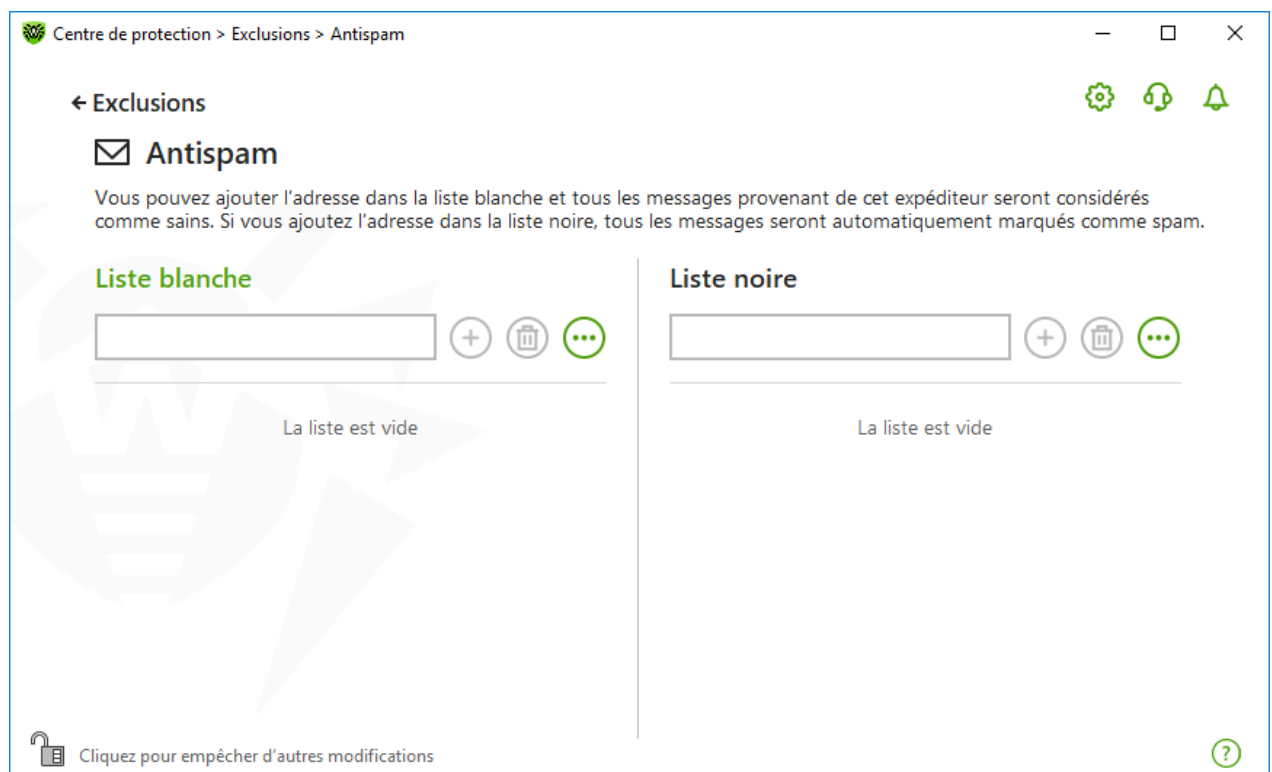 Centre de protection > Exclusions > Antispam
Exclusions
Antispam
Vous pouvez ajouter l'adresse dans la liste blanche et tous les messages provenant de cet expéditeur seront considérés
comme sains. Si vous ajoutez l'adresse dans la liste noire, tous les messages seront automatiquement marqués comme spam.
Liste blanche
La liste est vide
Liste noire
La liste est vide
Cliquez pour empêcher d'autres modifications